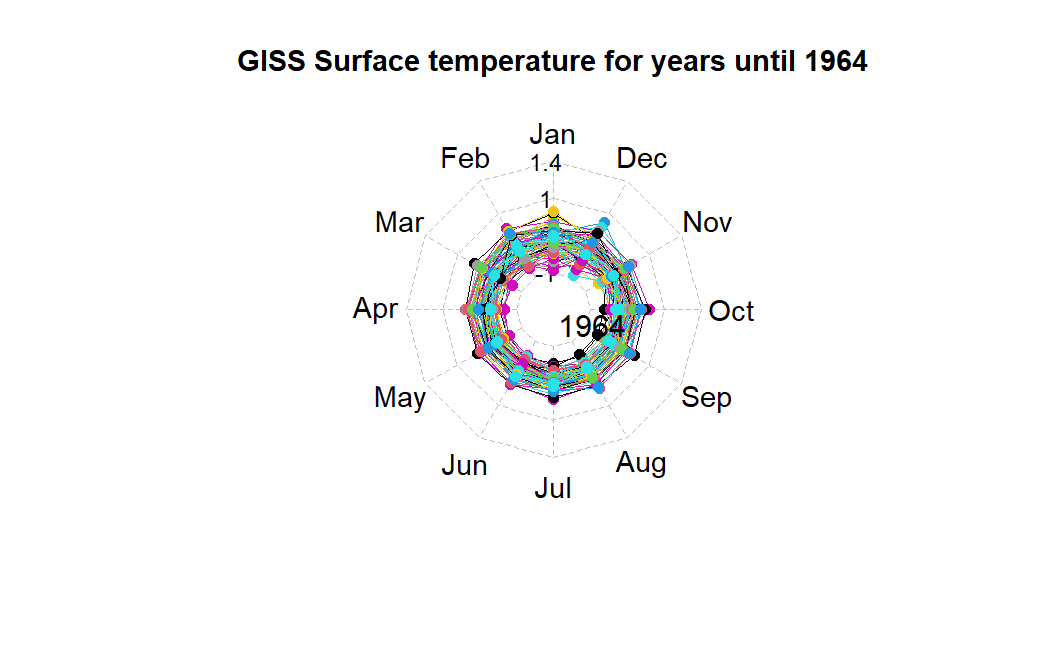 GISS Surface temperature for years until 1964
Jan
Feb
Dec
1.4
1
Mar
Nov
-1
Apr
Oct
1964
May
Sep
Jun
Aug
Jul